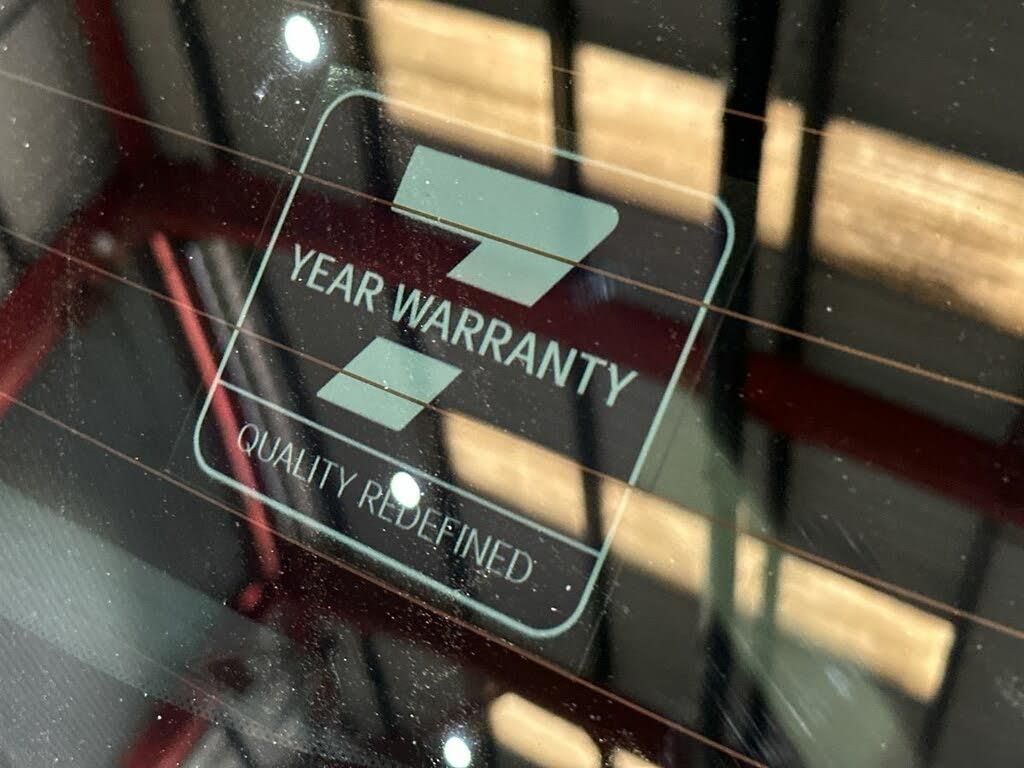 7
YEAR WARRANTY
QUALITY REDEFINED